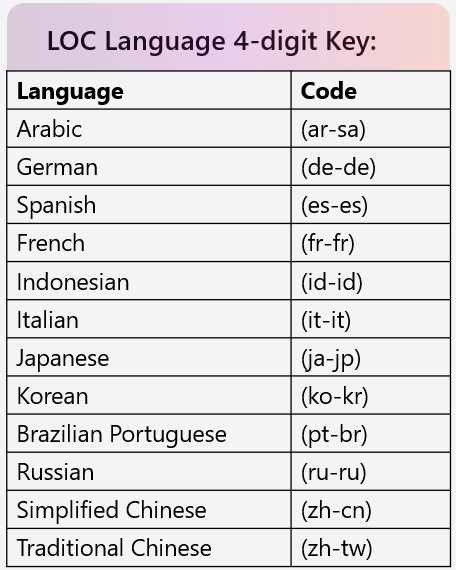 LOC Language 4-digit Key:
Language Code
Arabic (ar-sa)
German (de-de)
Spanish (es-es)
French (fr-fr)
Indonesian (id-id)
Italian (it-it)
Japanese (ja-jp)
Korean (ko-kr)
Brazilian Portuguese (pt-br)
Russian (ru-ru)
Simplified Chinese (zh-cn)
Traditional Chinese (zh-tw)